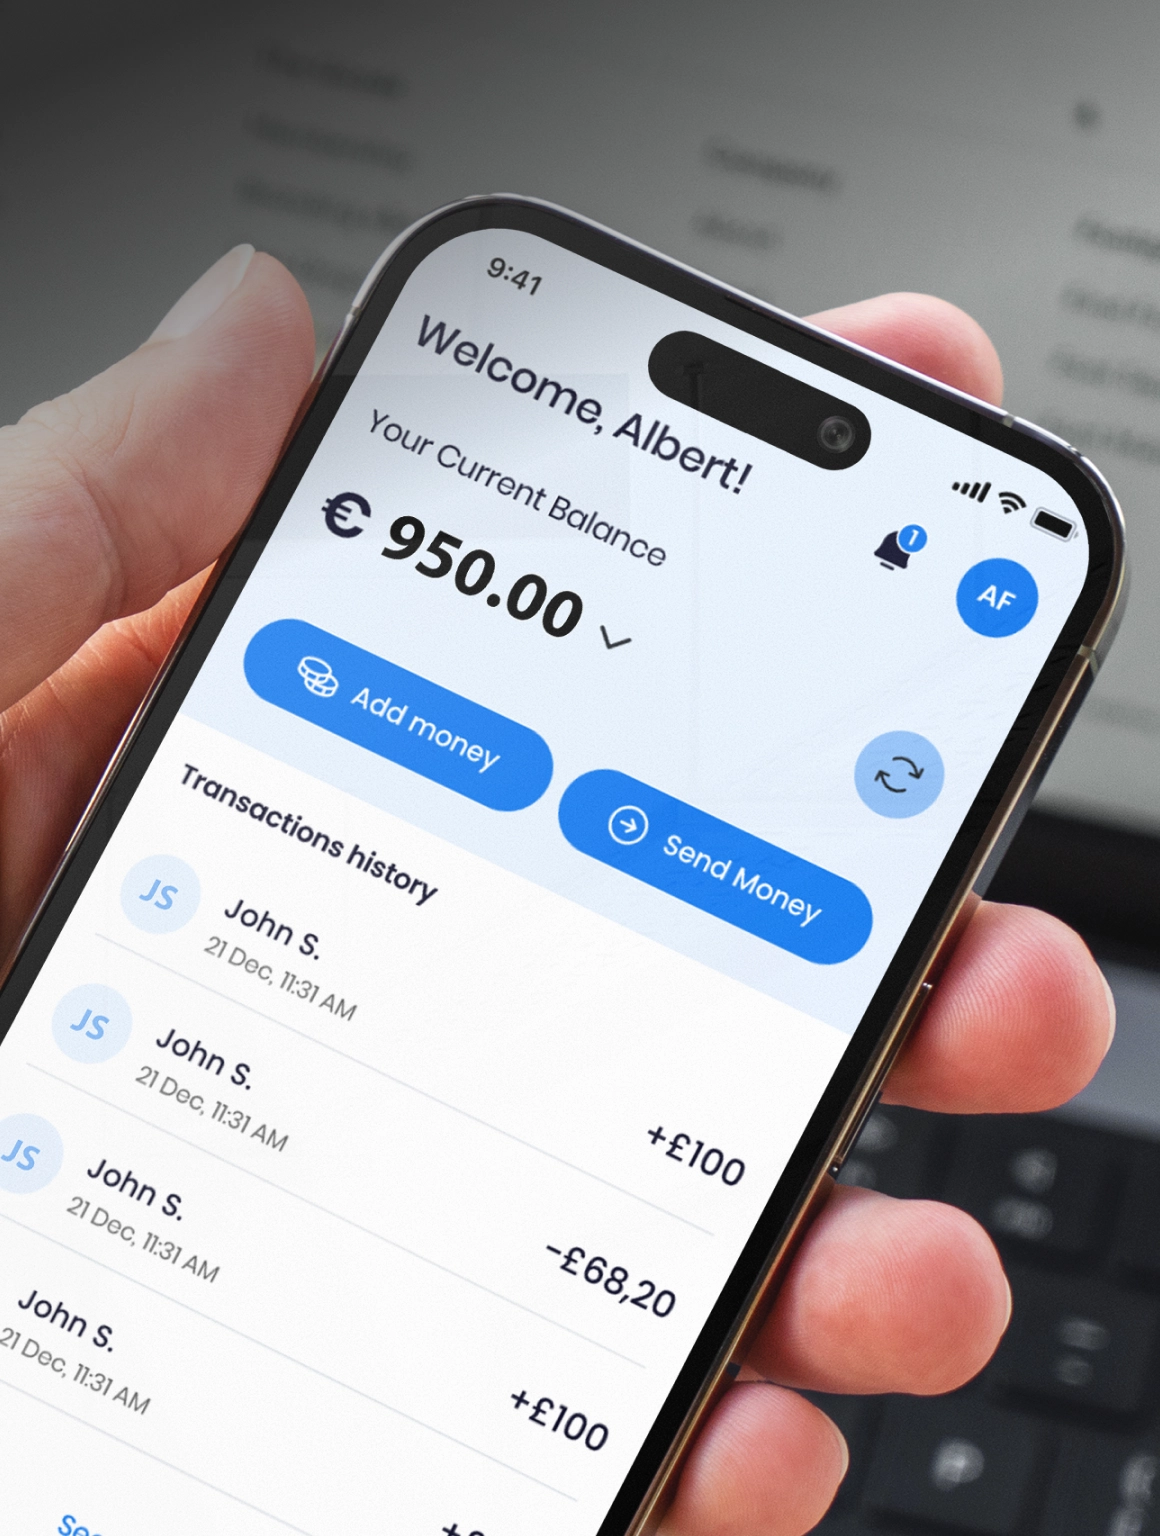 9:41
Welcome, Albert!
1
AF
Your Current Balance
€ 950.00
Add money
Send Money
Transactions history
JS
John S.
21 Dec, 11:31 AM
+£100
JS
John S.
21 Dec, 11:31 AM
-£68,20
JS
John S.
21 Dec, 11:31 AM
+£100
John S.
21 Dec, 11:31 AM